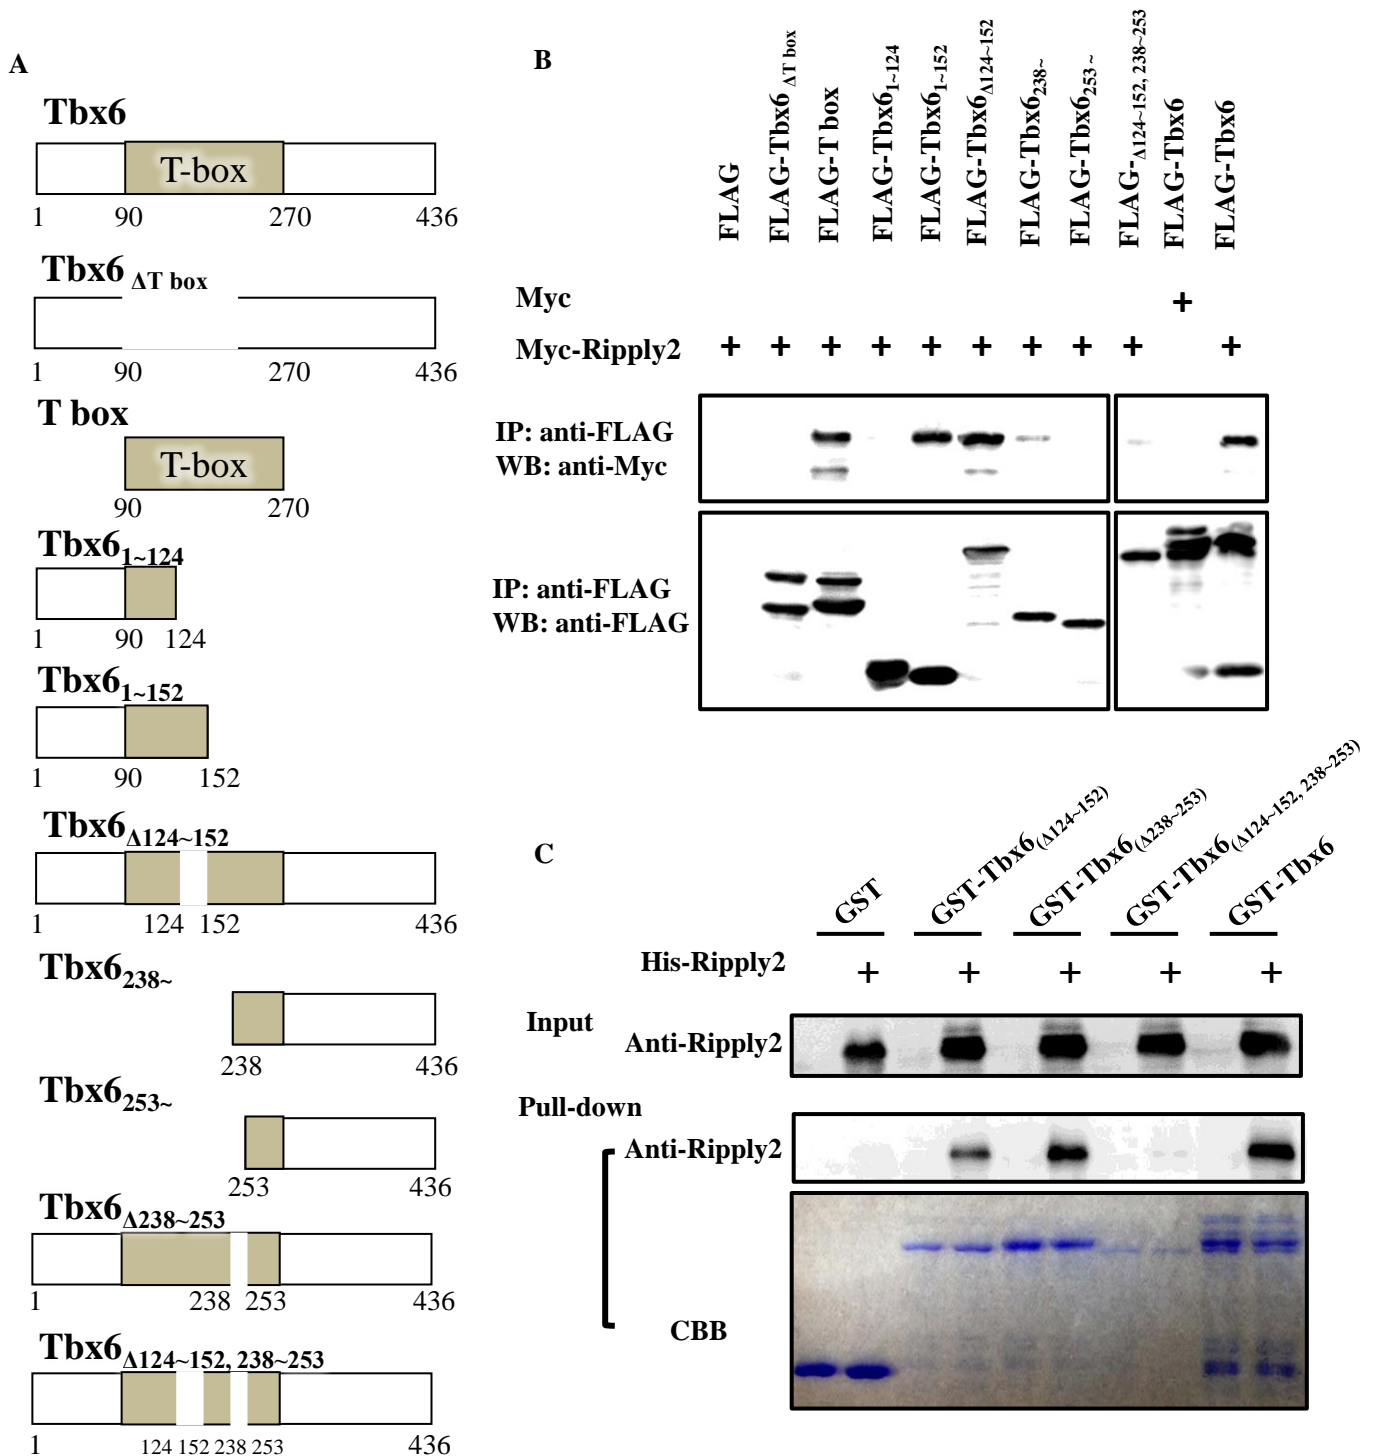 A
Tbx6
T-box
1 90 270 436
Tbx6 ΔT box
1 90 270 436
T box
T-box
90 270
Tbx6 1~124
1 90 124
Tbx6 1~152
1 90 152
Tbx6 Δ124~152
1 124 152 436
Tbx6 238~
238 436
Tbx6 253~
253 436
Tbx6 Δ238~253
1 238 253 436
Tbx6 Δ124~152, 238~253
1 124 152 238 253 436
B
FLAG
FLAG-Tbx6 ΔT box
FLAG-T box
FLAG-Tbx6 1~124
FLAG-Tbx6 1~152
FLAG-Tbx6 Δ124~152
FLAG-Tbx6 238~
FLAG-Tbx6 253~
FLAG- Δ124~152, 238~253
FLAG-Tbx6
FLAG-Tbx6
Myc +
Myc-Ripply2 + + + + + + + + + +
IP: anti-FLAG
WB: anti-Myc
IP: anti-FLAG
WB: anti-FLAG
C
GST
GST-Tbx6 (Δ124~152)
GST-Tbx6 (Δ238~253)
GST-Tbx6 (Δ124~152, 238~253)
GST-Tbx6
His-Ripply2 + + + + +
Input
Anti-Ripply2
Pull-down
Anti-Ripply2
CBB